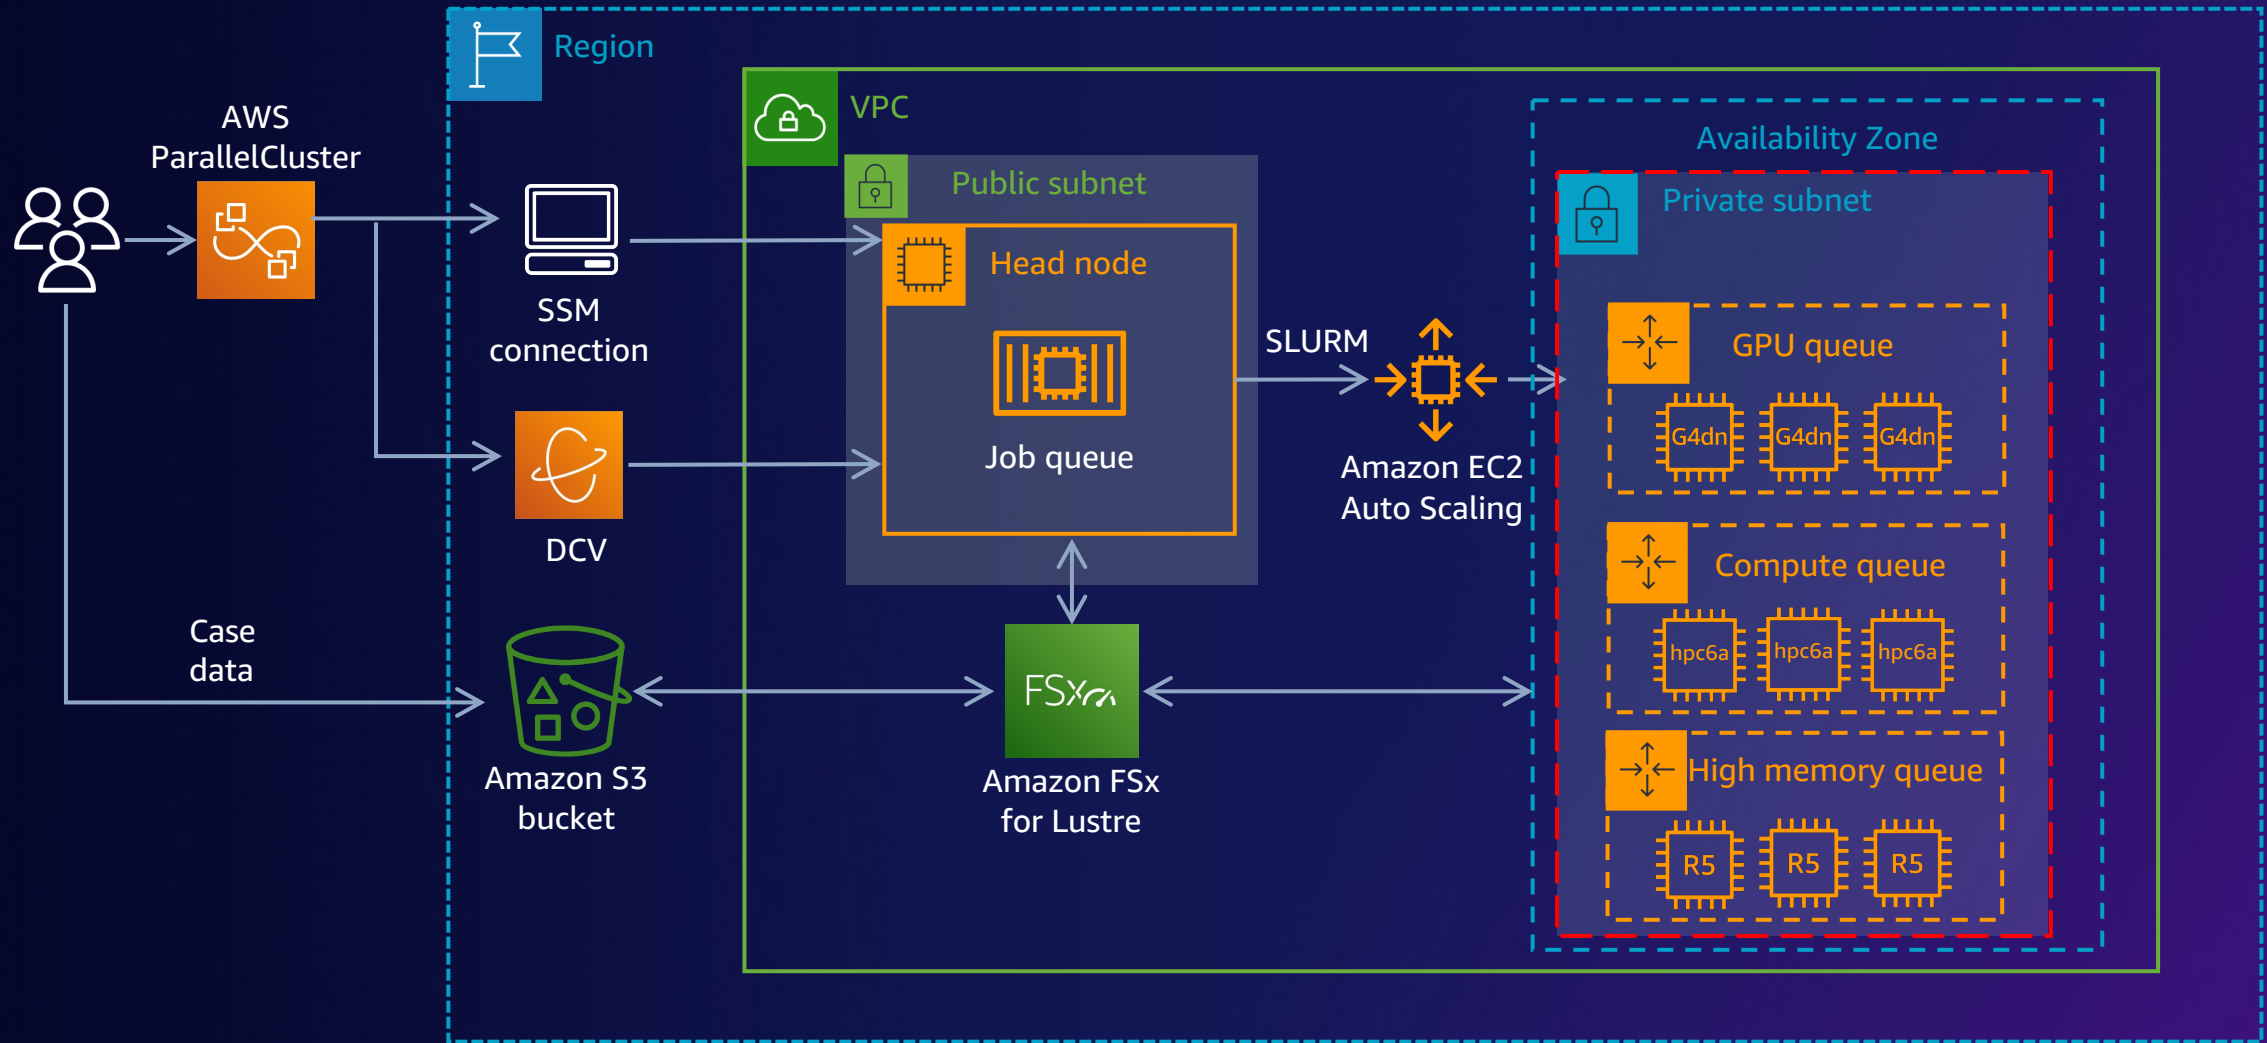 Region
AWS
ParallelCluster
VPC
Availability Zone
Public subnet
Private subnet
Head node
SSM
connection
SLURM
GPU queue
G4dn
G4dn
G4dn
Job queue
Amazon EC2
Auto Scaling
DCV
Compute queue
hpc6a
hpc6a
hpc6a
Case
data
FSx
Amazon S3
bucket
Amazon FSx
for Lustre
High memory queue
R5
R5
R5